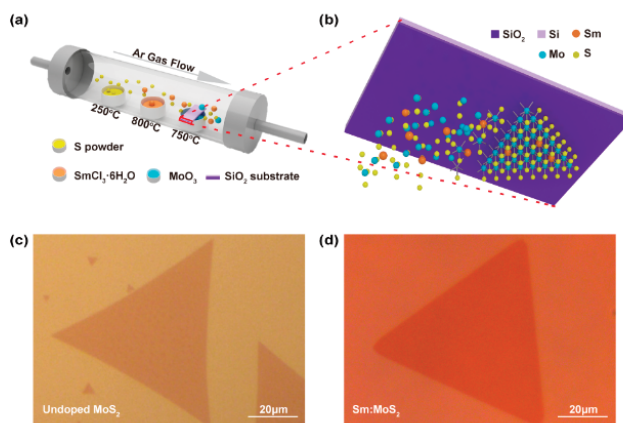 (a)
Ar Gas Flow
250°C
800°C
750°C
S powder
SmCl₃·6H₂O
MoO₃
SiO₂ substrate
(b)
SiO₂
Si
Sm
Mo
S
(c)
Undoped MoS₂
20μm
(d)
Sm:MoS₂
20μm